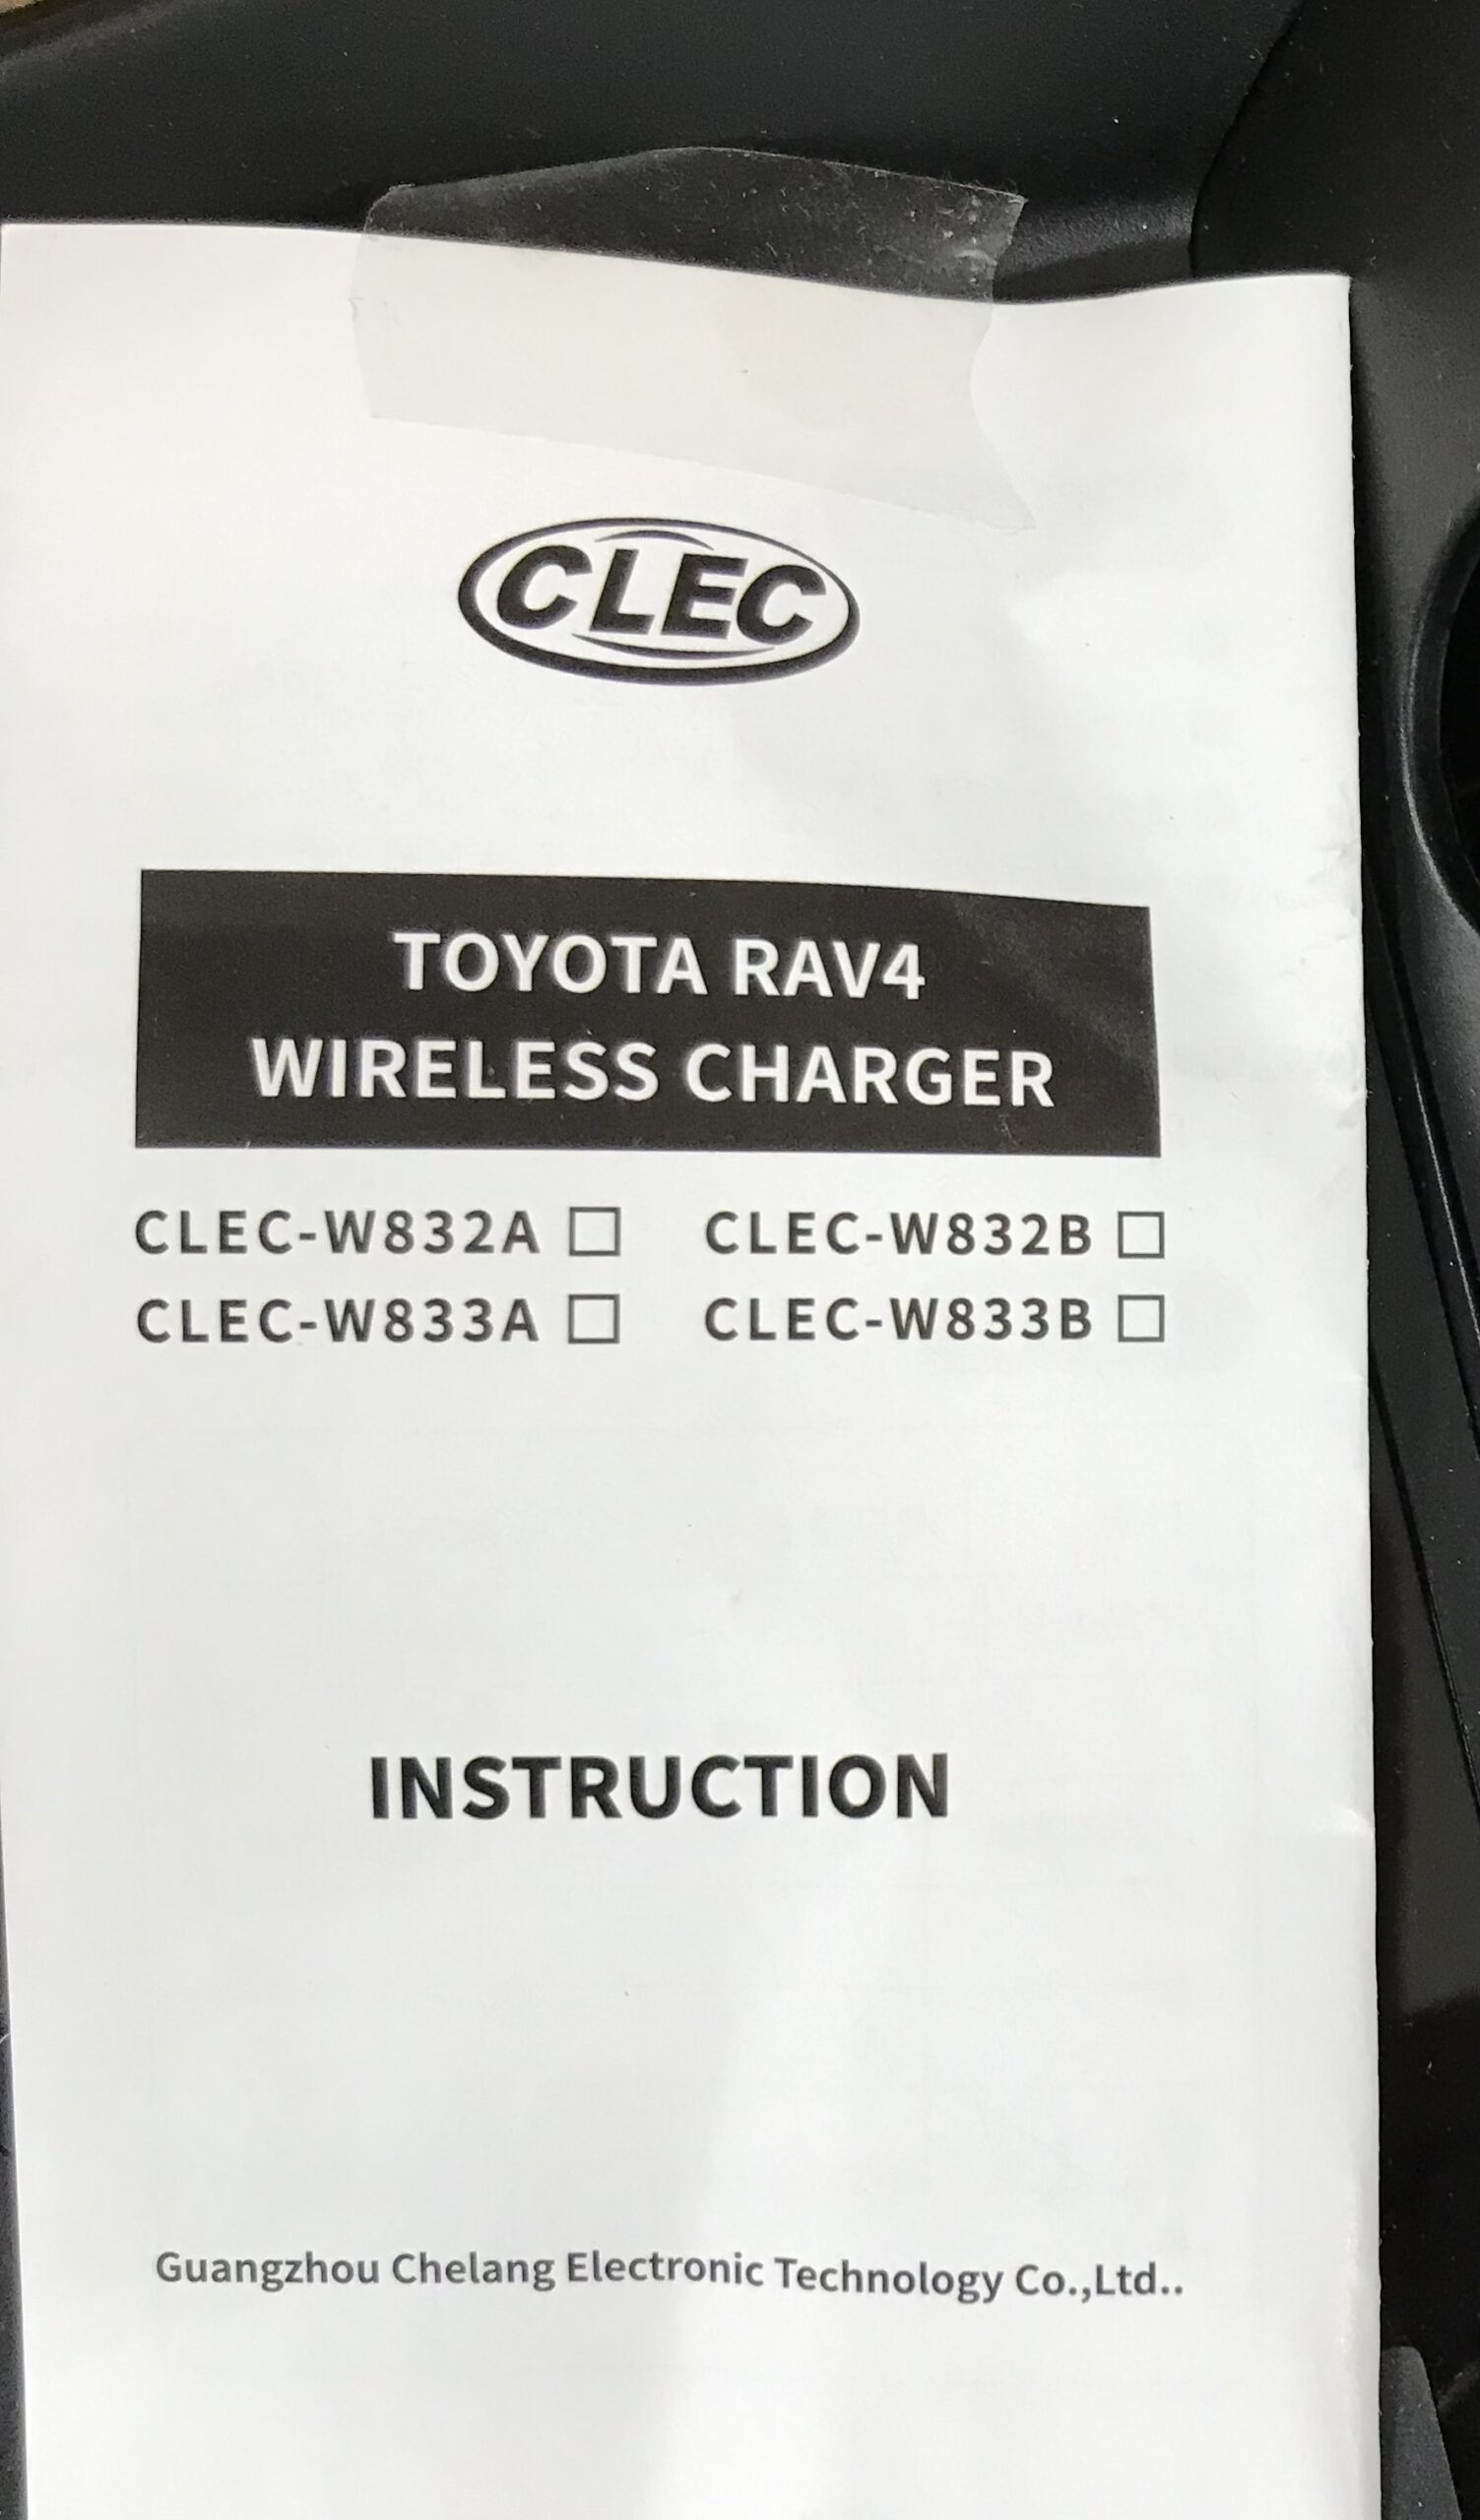 CLEC
TOYOTA RAV4
WIRELESS CHARGER
CLEC-W832A □ CLEC-W832B □
CLEC-W833A □ CLEC-W833B □
INSTRUCTION
Guangzhou Chelang Electronic Technology Co.,Ltd..